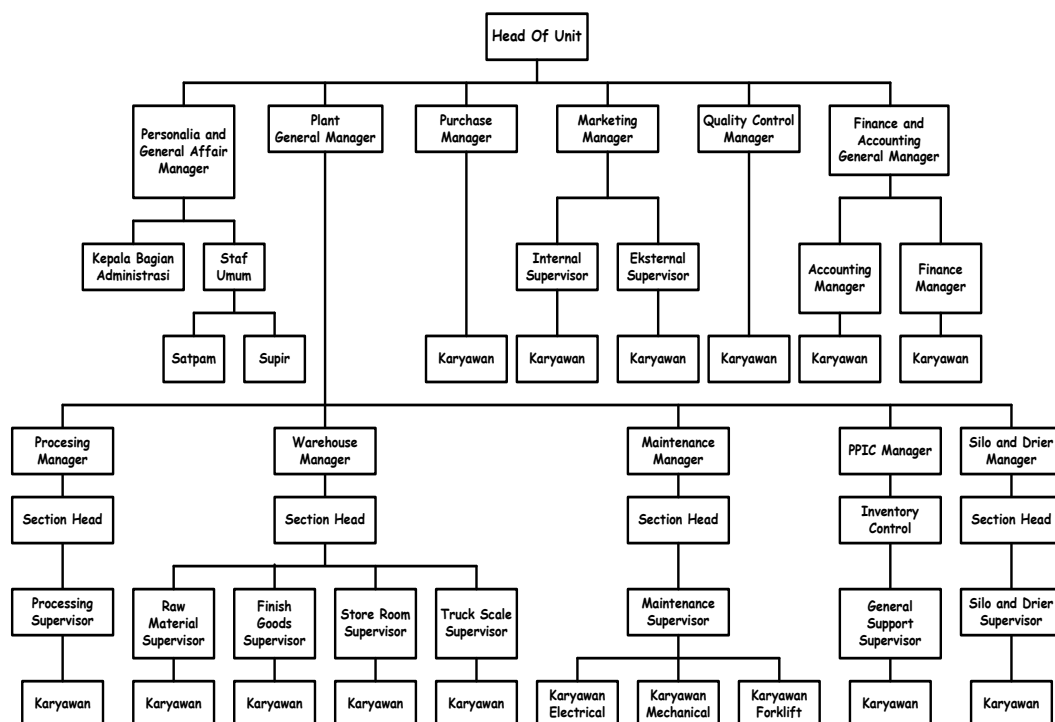 Head Of Unit
Personalia and
General Affair
Manager
Plant
General Manager
Purchase
Manager
Marketing
Manager
Quality Control
Manager
Finance and
Accounting
General Manager
Kepala Bagian
Administrasi
Staf
Umum
Internal
Supervisor
Eksternal
Supervisor
Accounting
Manager
Finance
Manager
Satpam
Supir
Karyawan
Karyawan
Karyawan
Karyawan
Karyawan
Karyawan
Procesing
Manager
Warehouse
Manager
Maintenance
Manager
PPIC Manager
Silo and Drier
Manager
Section Head
Section Head
Section Head
Inventory
Control
Section Head
Processing
Supervisor
Raw
Material
Supervisor
Finish
Goods
Supervisor
Store Room
Supervisor
Truck Scale
Supervisor
Maintenance
Supervisor
General
Support
Supervisor
Silo and Drier
Supervisor
Karyawan
Karyawan
Karyawan
Karyawan
Karyawan
Karyawan
Electrical
Karyawan
Mechanical
Karyawan
Forklift
Karyawan
Karyawan